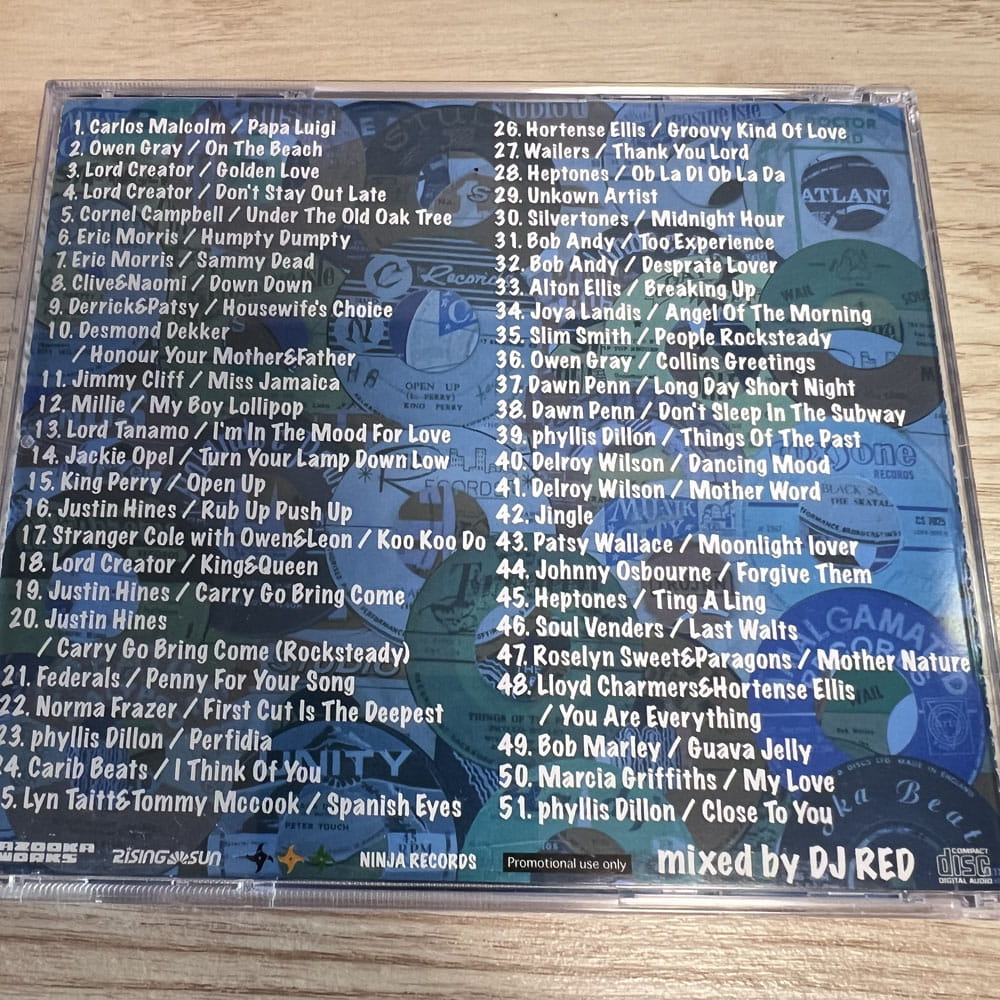 1. Carlos Malcolm / Papa Luigi
2. Owen Gray / On The Beach
3. Lord Creator / Golden Love
4. Lord Creator / Don't Stay Out Late
5. Cornel Campbell / Under The Old Oak Tree
6. Eric Morris / Humpty Dumpty
7. Eric Morris / Sammy Dead
8. Clive&Naomi / Down Down
9. Derrick&Patsy / Housewife's Choice
10. Desmond Dekker
/ Honour Your Mother&Father
11. Jimmy Cliff / Miss Jamaica
12. Millie / My Boy Lollipop
13. Lord Tanamo / I'm In The Mood For Love
14. Jackie Opel / Turn Your Lamp Down Low
15. King Perry / Open Up
16. Justin Hines / Rub Up Push Up
17. Stranger Cole with Owen&Leon / Koo Koo Do
18. Lord Creator / King&Queen
19. Justin Hines / Carry Go Bring Come
20. Justin Hines
/ Carry Go Bring Come (Rocksteady)
21. Federals / Penny For Your Song
22. Norma Frazer / First Cut Is The Deepest
23. phyllis Dillon / Perfidia
24. Carib Beats / I Think Of You
5. Lyn Taitt&Tommy Mccook / Spanish Eyes
26. Hortense Ellis / Groovy Kind Of Love
27. Wailers / Thank You Lord
28. Heptones / Ob La Di Ob La Da
29. Unkown Artist
30. Silvertones / Midnight Hour
31. Bob Andy / Too Experience
32. Bob Andy / Desprate Lover
33. Alton Ellis / Breaking Up
34. Joya Landis / Angel Of The Morning
35. Slim Smith / People Rocksteady
36. Owen Gray / Collins Greetings
37. Dawn Penn / Long Day Short Night
38. Dawn Penn / Don't Sleep In The Subway
39. phyllis Dillon / Things Of The Past
40. Delroy Wilson / Dancing Mood
41. Delroy Wilson / Mother Word
42. Jingle
43. Patsy Wallace / Moonlight lover
44. Johnny Osbourne / Forgive Them
45. Heptones / Ting A Ling
46. Soul Venders / Last Walts
47. Roselyn Sweet&Paragons / Mother Nature
48. Lloyd Charmers&Hortense Ellis
/ You Are Everything
49. Bob Marley / Guava Jelly
50. Marcia Griffiths / My Love
51. phyllis Dillon / Close To You
AZOOKA
WORKS
RISING SUN
NINJA RECORDS
Promotional use only
mixed by DJ RED
COMPACT
disc
DIGITAL AUDIO
OPEN UP
KING PERRY
UNITY
PETER TOUCH
ATLANT
RECORDS